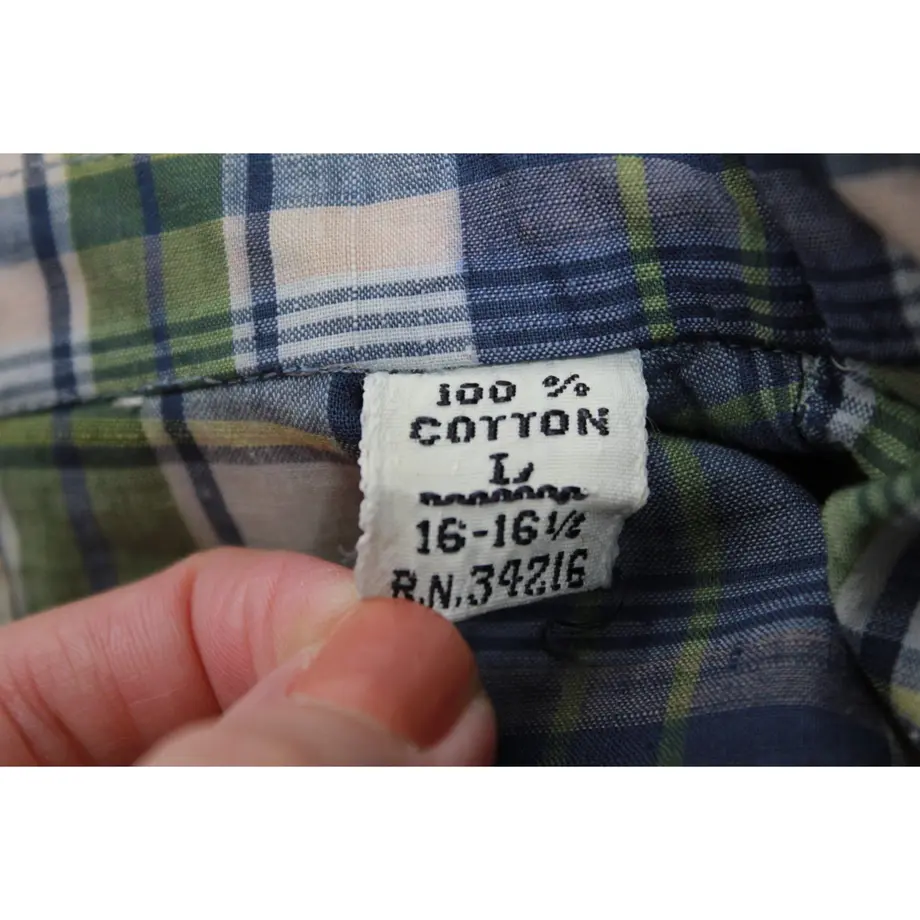 100 %
COTTON
L
16-16½
R.N.34216